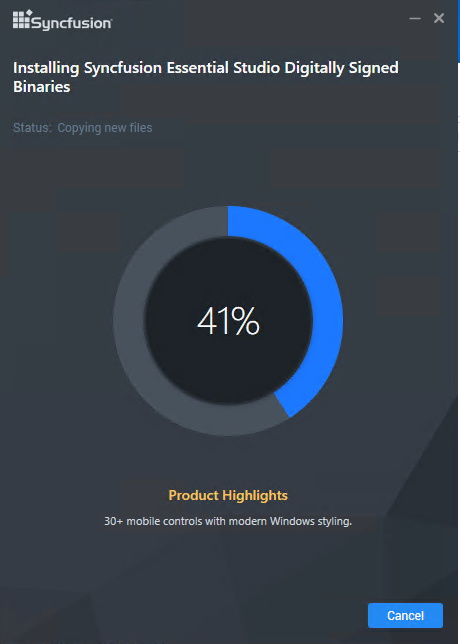 Syncfusion
Installing Syncfusion Essential Studio Digitally Signed
Binaries
Status: Copying new files
41%
Product Highlights
30+ mobile controls with modern Windows styling.
Cancel